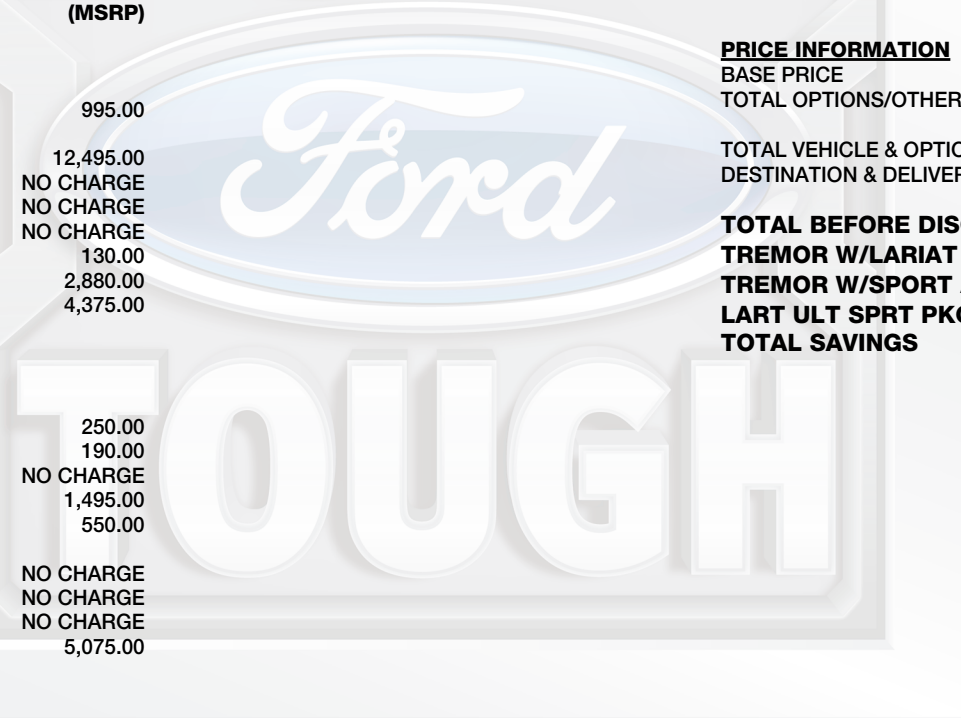 (MSRP)
995.00
12,495.00
NO CHARGE
NO CHARGE
NO CHARGE
130.00
2,880.00
4,375.00
250.00
190.00
NO CHARGE
1,495.00
550.00
NO CHARGE
NO CHARGE
NO CHARGE
5,075.00
PRICE INFORMATION
BASE PRICE
TOTAL OPTIONS/OTHER
TOTAL VEHICLE & OPTIO
DESTINATION & DELIVER
TOTAL BEFORE DIS
TREMOR W/LARIAT
TREMOR W/SPORT
LART ULT SPRT PK
TOTAL SAVINGS
Ford
TOUGH